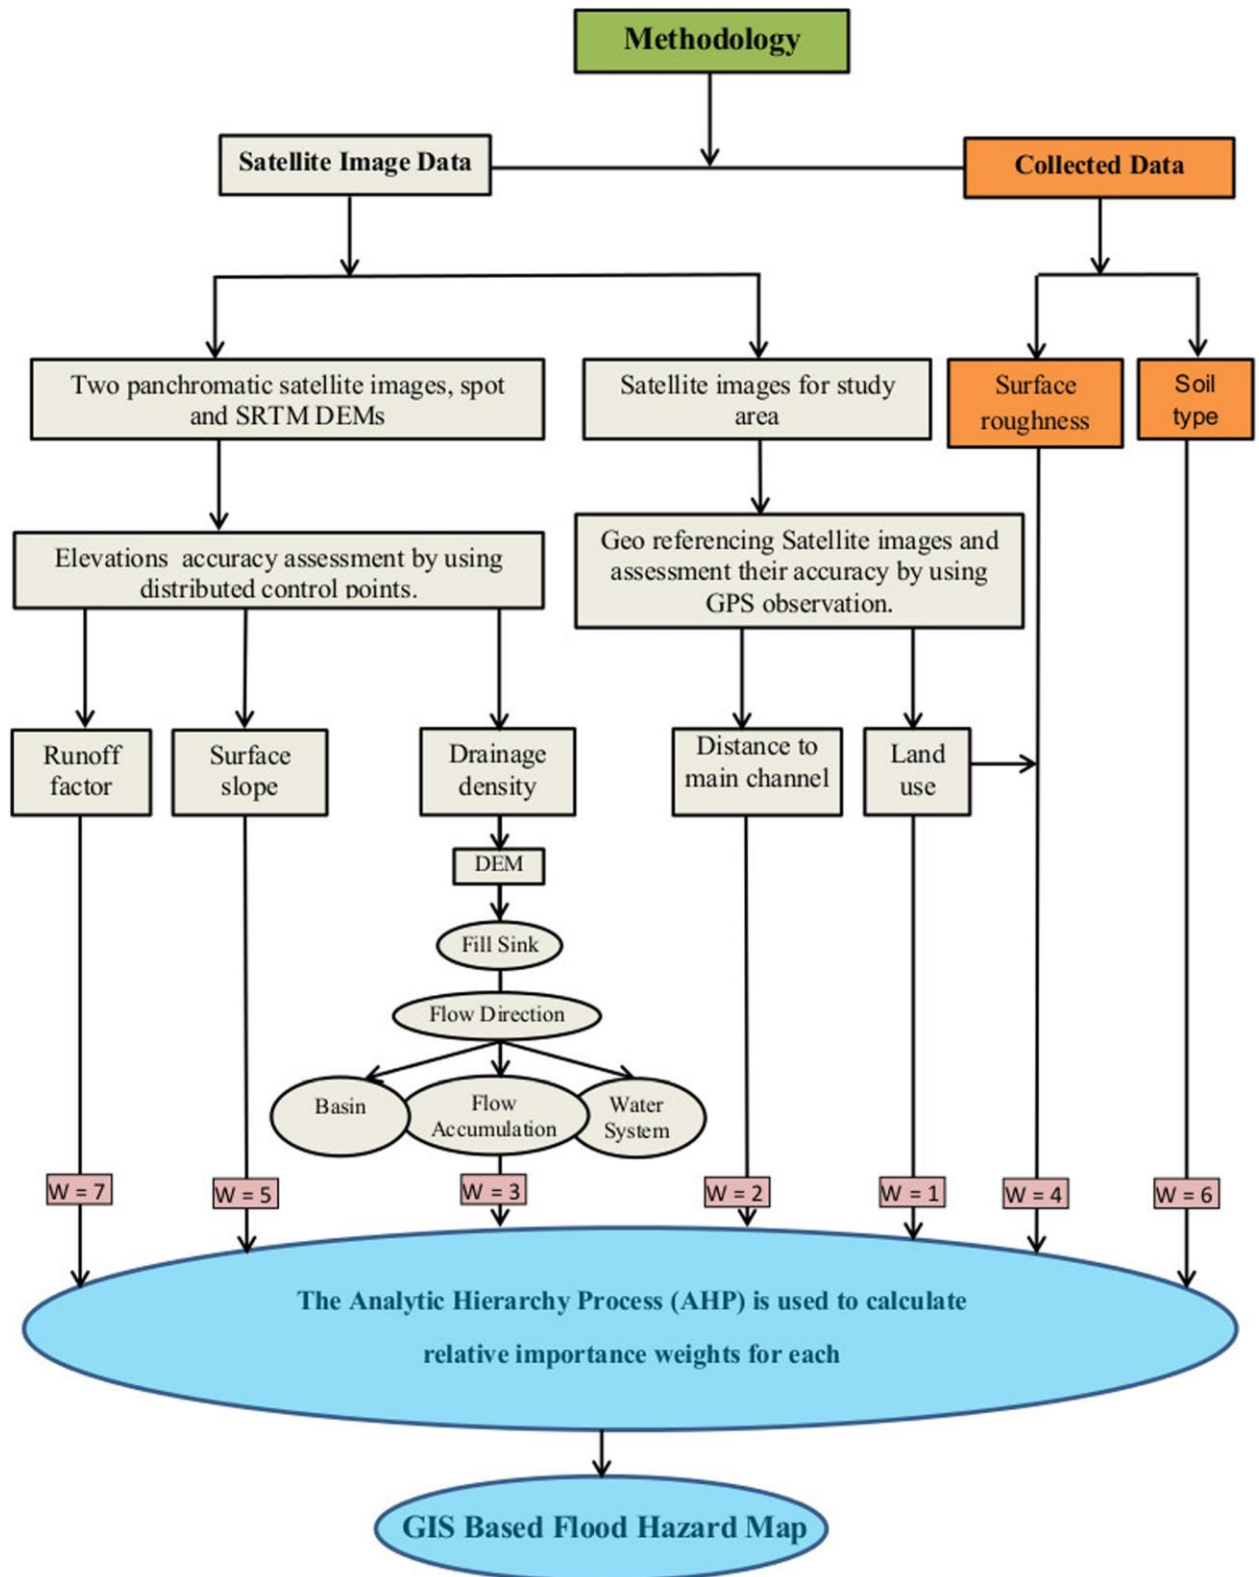 Methodology
Satellite Image Data
Collected Data
Two panchromatic satellite images, spot
and SRTM DEMs
Satellite images for study
area
Surface
roughness
Soil
type
Elevations accuracy assessment by using
distributed control points.
Geo referencing Satellite images and
assessment their accuracy by using
GPS observation.
Runoff
factor
Surface
slope
Drainage
density
Distance to
main channel
Land
use
DEM
Fill Sink
Flow Direction
Basin
Flow
Accumulation
Water
System
W = 7
W = 5
W = 3
W = 2
W = 1
W = 4
W = 6
The Analytic Hierarchy Process (AHP) is used to calculate
relative importance weights for each
GIS Based Flood Hazard Map